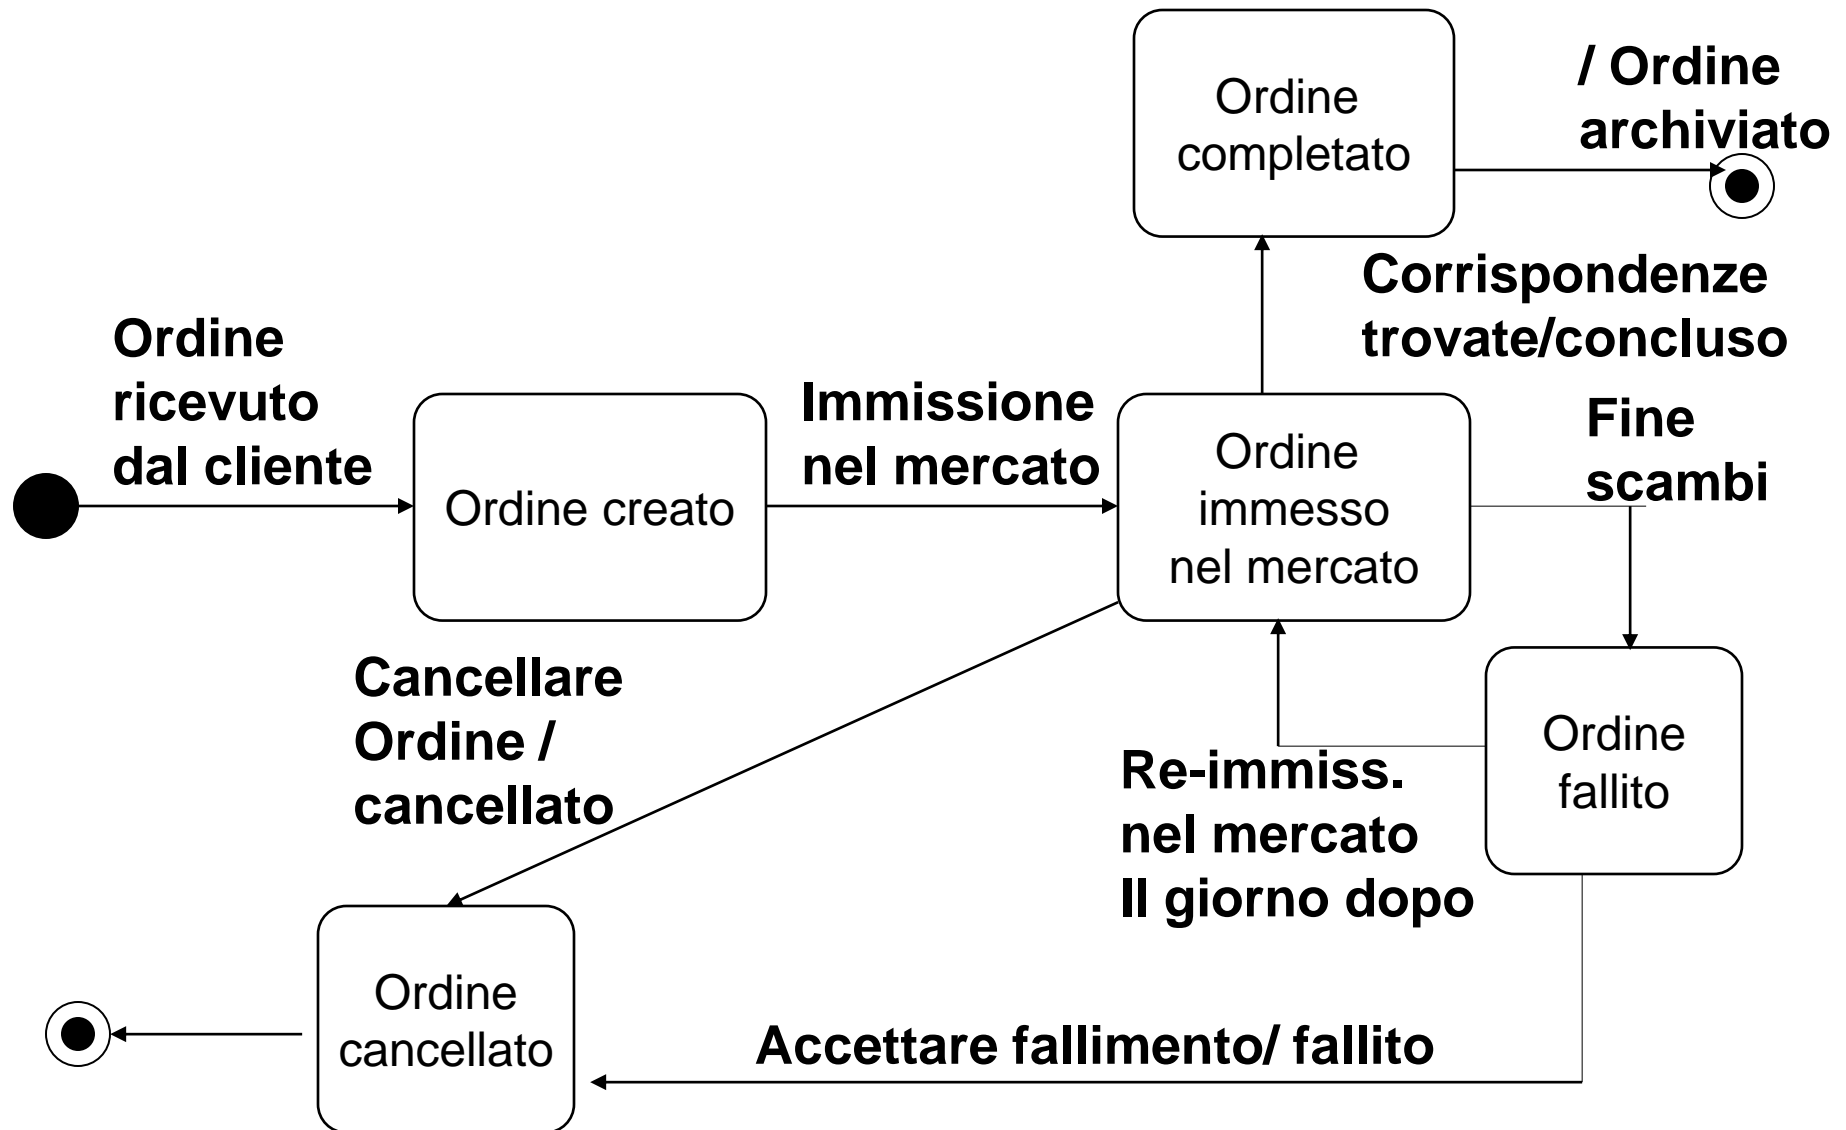 Ordine
completato
/ Ordine
archiviato
Corrispondenze
trovate/concluso
Ordine
ricevuto
dal cliente
Ordine creato
Immissione
nel mercato
Ordine
immesso
nel mercato
Fine
scambi
Cancellare
Ordine /
cancellato
Re-immiss.
nel mercato
Il giorno dopo
Ordine
fallito
Ordine
cancellato
Accettare fallimento/ fallito